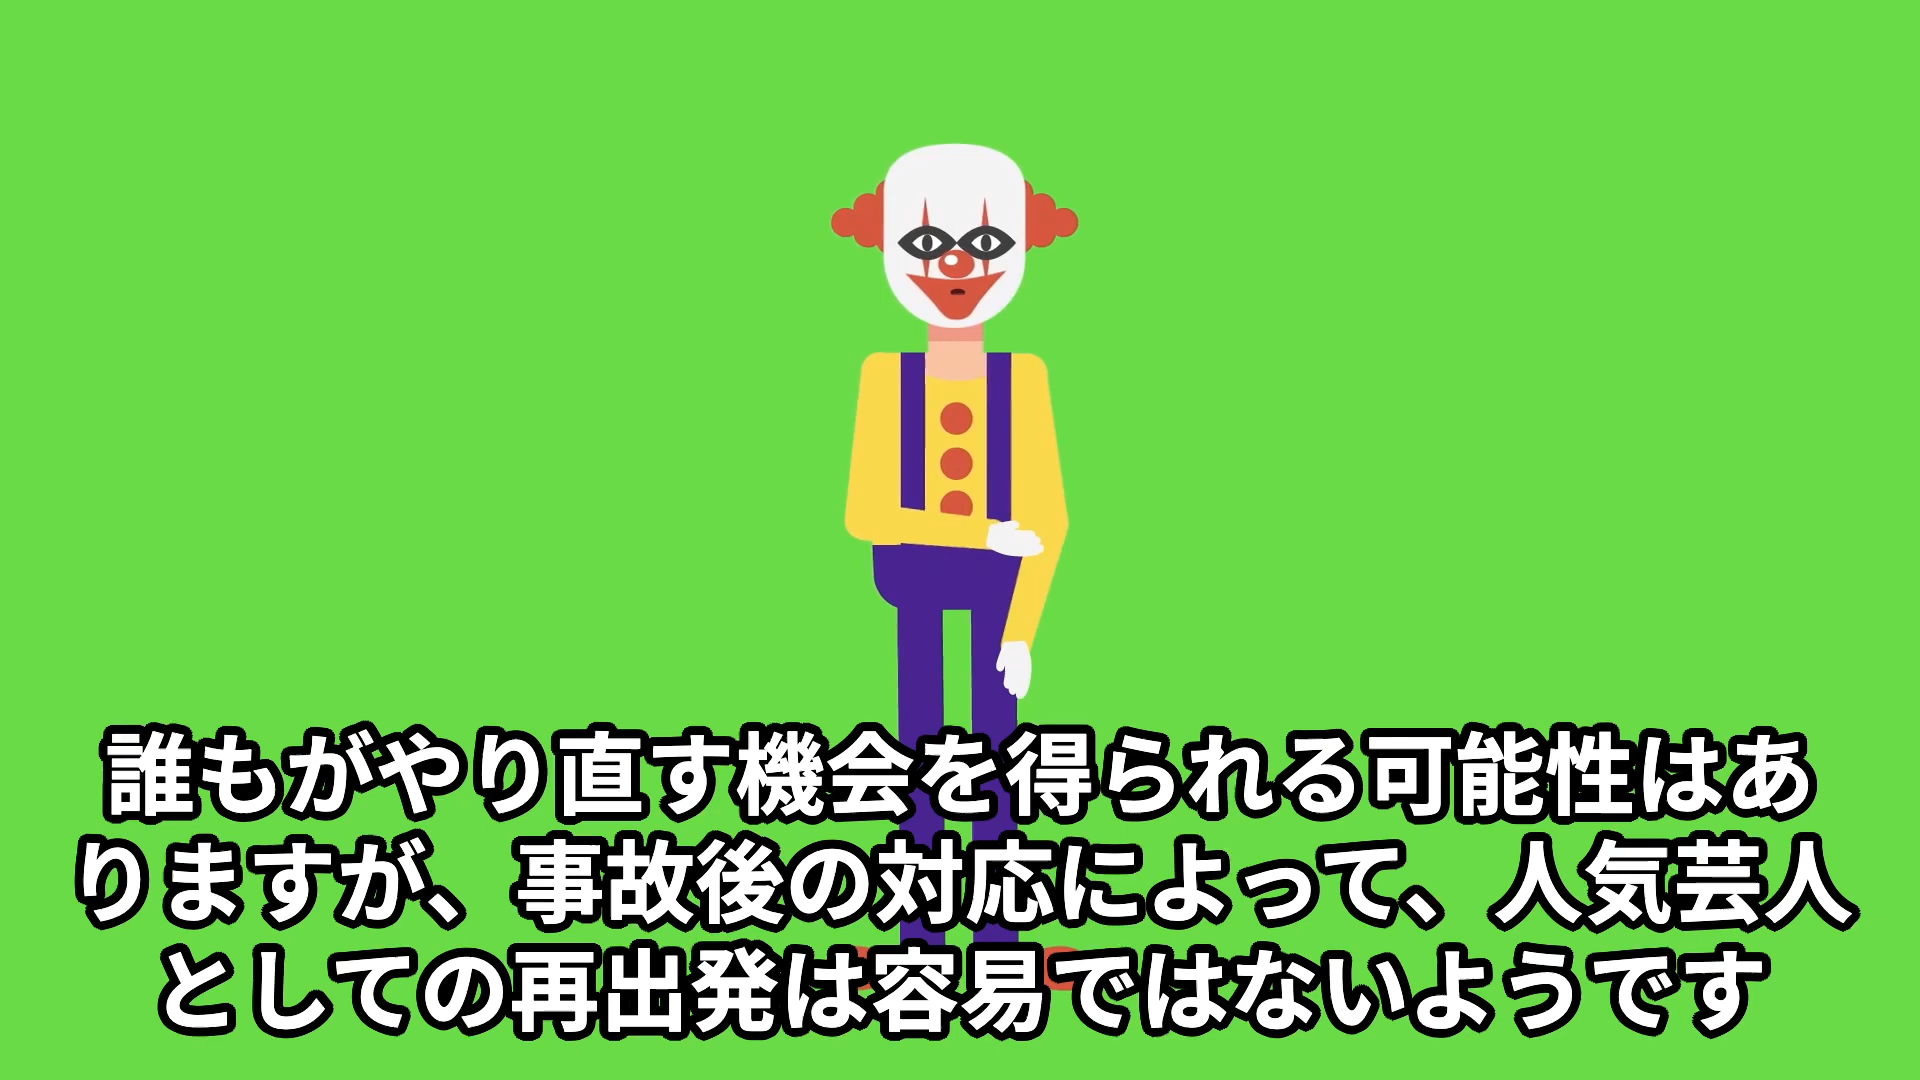 誰もがやり直す機会を得られる可能性はあ
りますが、事故後の対応によって、人気芸人
としての再出発は容易ではないようです